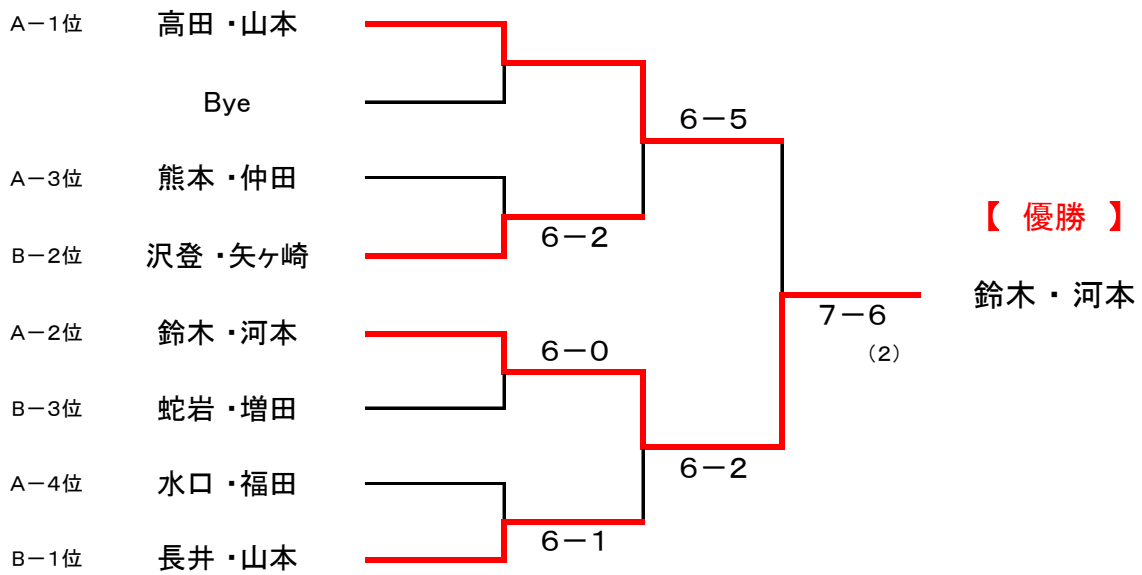 A－1位 高田 ・山本
Bye
6－5
A－3位 熊本 ・仲田
【 優勝 】
6－2
B－2位 沢登 ・矢ヶ崎
鈴木 ・ 河本
7－6
A－2位 鈴木 ・河本
6－0
（2）
B－3位 蛇岩 ・増田
6－2
A－4位 水口 ・福田
6－1
B－1位 長井 ・山本